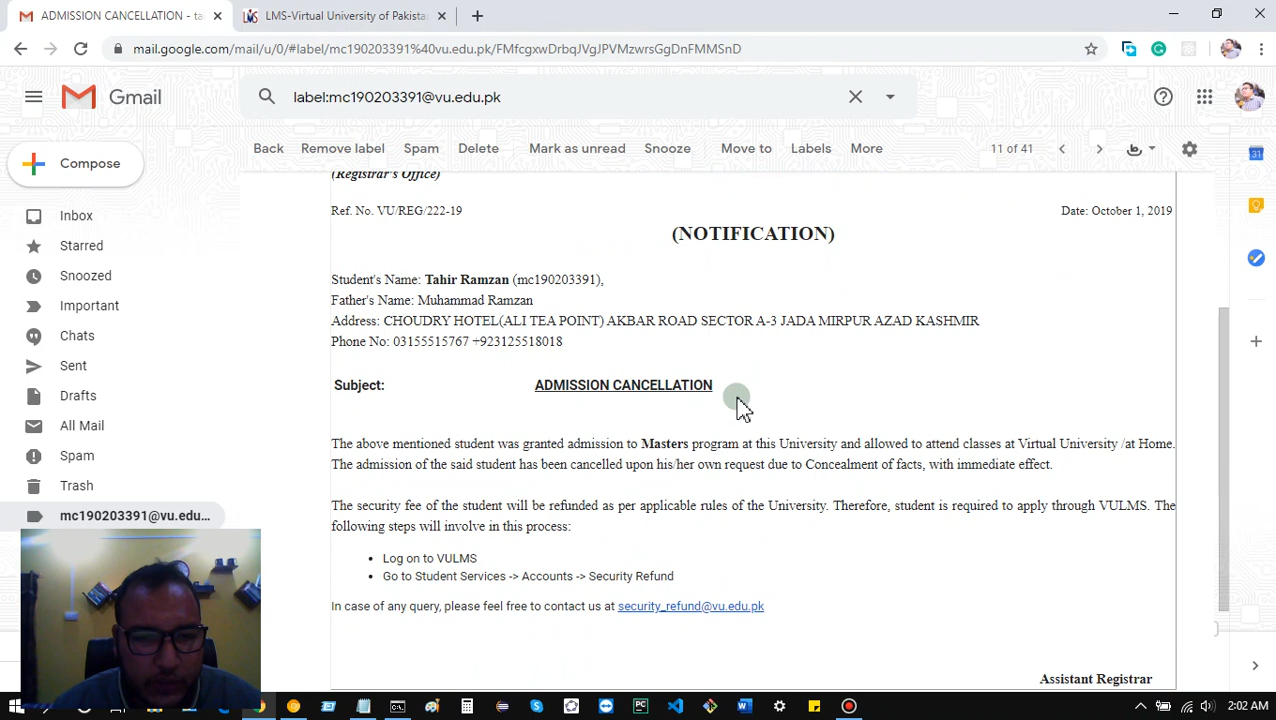 ADMISSION CANCELLATION - ta
LMS-Virtual University of Pakista
mail.google.com/mail/u/0/#label/mc190203391%40vu.edu.pk/FMfcgxwDrbqJVgJPVMzwrsGgDnFMMSnD
Gmail
label:mc190203391@vu.edu.pk
Compose
Back Remove label Spam Delete Mark as unread Snooze Move to Labels More 11 of 41
Inbox
Starred
Snoozed
Important
Chats
Sent
Drafts
All Mail
Spam
Trash
mc190203391@vu.edu...
(Registrar's Office)
Ref. No. VU/REG/222-19 Date: October 1, 2019
(NOTIFICATION)
Student's Name: Tahir Ramzan (mc190203391),
Father's Name: Muhammad Ramzan
Address: CHOUDRY HOTEL(ALI TEA POINT) AKBAR ROAD SECTOR A-3 JADA MIRPUR AZAD KASHMIR
Phone No: 03155515767 +923125518018
Subject: ADMISSION CANCELLATION
The above mentioned student was granted admission to Masters program at this University and allowed to attend classes at Virtual University /at Home.
The admission of the said student has been cancelled upon his/her own request due to Concealment of facts, with immediate effect.
The security fee of the student will be refunded as per applicable rules of the University. Therefore, student is required to apply through VULMS. The
following steps will involve in this process:
• Log on to VULMS
• Go to Student Services -> Accounts -> Security Refund
In case of any query, please feel free to contact us at security_refund@vu.edu.pk
Assistant Registrar
31
2:02 AM